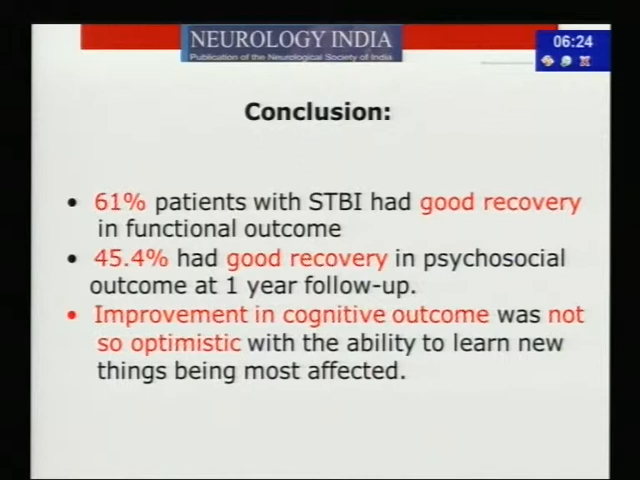 NEUROLOGY INDIA
Publication of the Neurological Society of India
06:24
Conclusion:
• 61% patients with STBI had good recovery
in functional outcome
• 45.4% had good recovery in psychosocial
outcome at 1 year follow-up.
• Improvement in cognitive outcome was not
so optimistic with the ability to learn new
things being most affected.